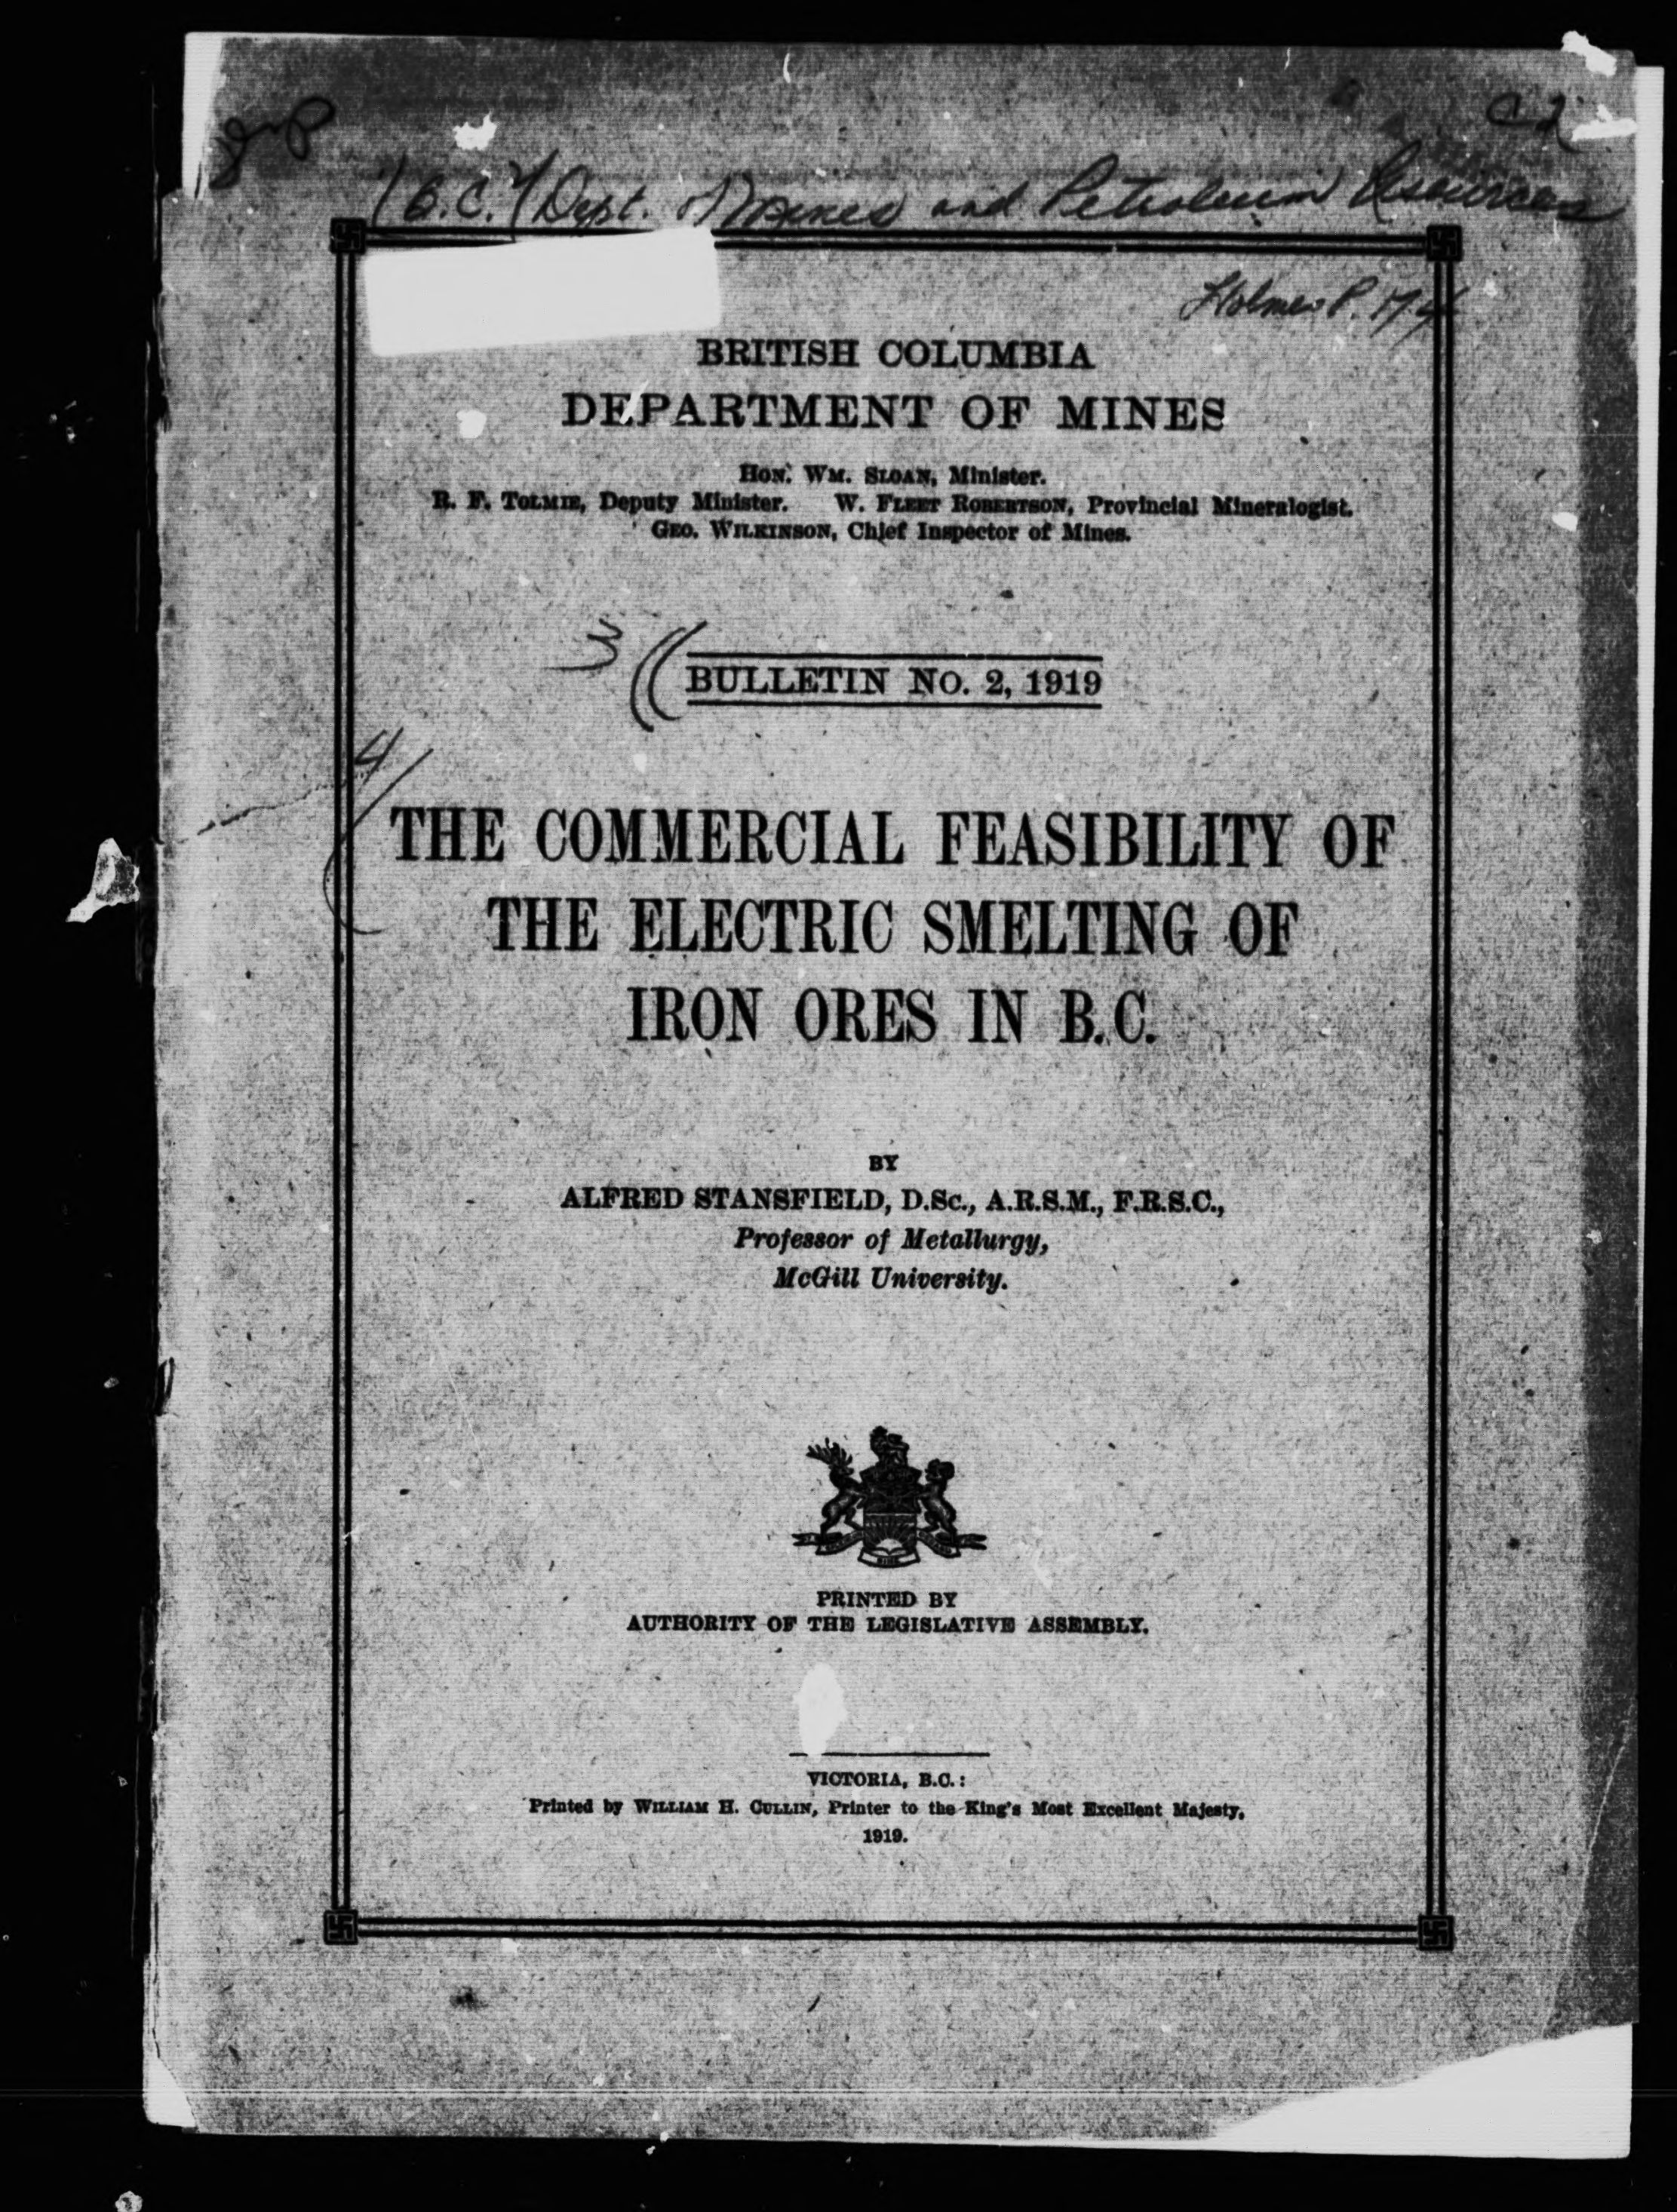 C2
(B.C.) Dept. of Mines and Petroleum Resources
Holmes P.
BRITISH COLUMBIA
DEPARTMENT OF MINES
HON. WM. SLOAN, Minister.
R. F. TOLMIE, Deputy Minister. W. FLEET ROBERTSON, Provincial Mineralogist.
GEO. WILKINSON, Chief Inspector of Mines.
3 ((
BULLETIN NO. 2, 1919
4/
THE COMMERCIAL FEASIBILITY OF
THE ELECTRIC SMELTING OF
IRON ORES IN B.C.
BY
ALFRED STANSFIELD, D.Sc., A.R.S.M., F.R.S.C.,
Professor of Metallurgy,
McGill University.
PRINTED BY
AUTHORITY OF THE LEGISLATIVE ASSEMBLY.
VICTORIA, B.C.:
Printed by WILLIAM H. CULLIN, Printer to the King's Most Excellent Majesty,
1919.